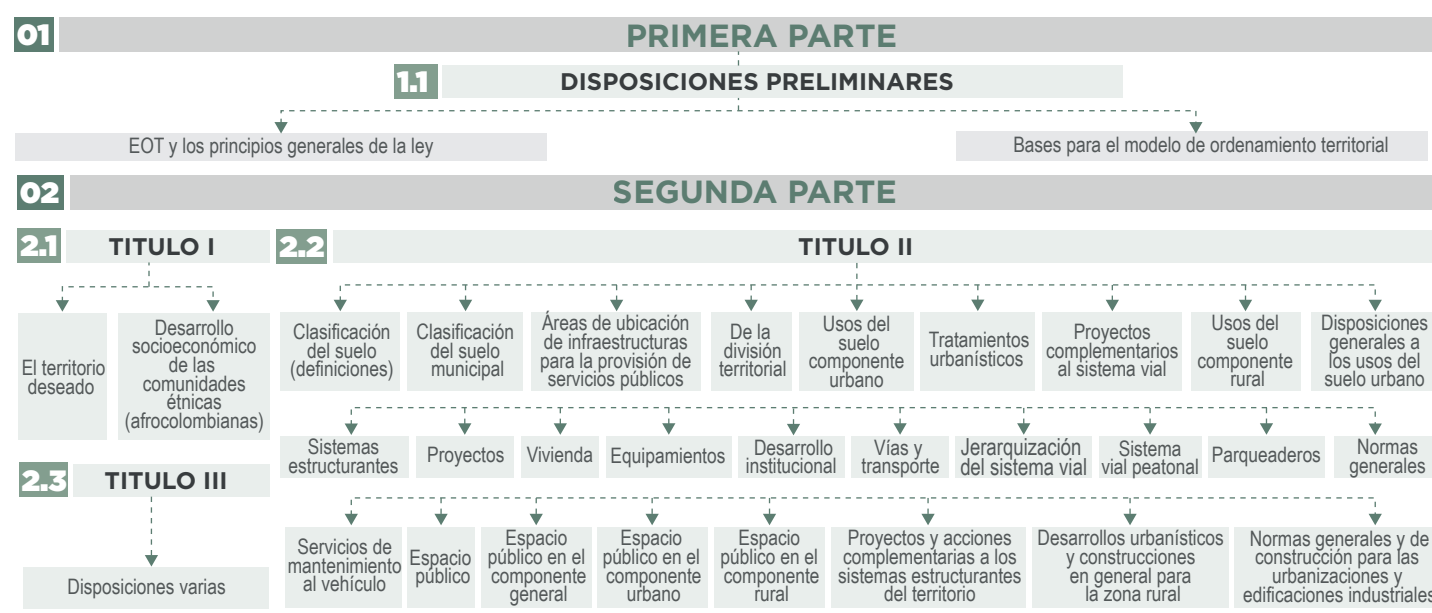 01 PRIMERA PARTE
1.1 DISPOSICIONES PRELIMINARES
EOT y los principios generales de la ley
Bases para el modelo de ordenamiento territorial
02 SEGUNDA PARTE
2.1 TITULO I
El territorio
deseado
Desarrollo
socioeconómico
de las
comunidades
étnicas
(afrocolombianas)
2.2 TITULO II
Clasificación
del suelo
(definiciones)
Clasificación
del suelo
municipal
Áreas de ubicación
de infraestructuras
para la provisión de
servicios públicos
De la
división
territorial
Usos del
suelo
componente
urbano
Tratamientos
urbanísticos
Proyectos
complementarios
al sistema vial
Usos del
suelo
componente
rural
Disposiciones
generales a
los usos del
suelo urbano
Sistemas
estructurantes
Proyectos
Vivienda
Equipamientos
Desarrollo
institucional
Vías y
transporte
Jerarquización
del sistema vial
Sistema
vial peatonal
Parqueaderos
Normas
generales
Servicios de
mantenimiento
al vehículo
Espacio
público
Espacio
público en el
componente
general
Espacio
público en el
componente
urbano
Espacio
público en el
componente
rural
Proyectos y acciones
complementarias a los
sistemas estructurantes
del territorio
Desarrollos urbanísticos
y construcciones
en general para
la zona rural
Normas generales y de
construcción para las
urbanizaciones y
edificaciones industriales
2.3 TITULO III
Disposiciones varias